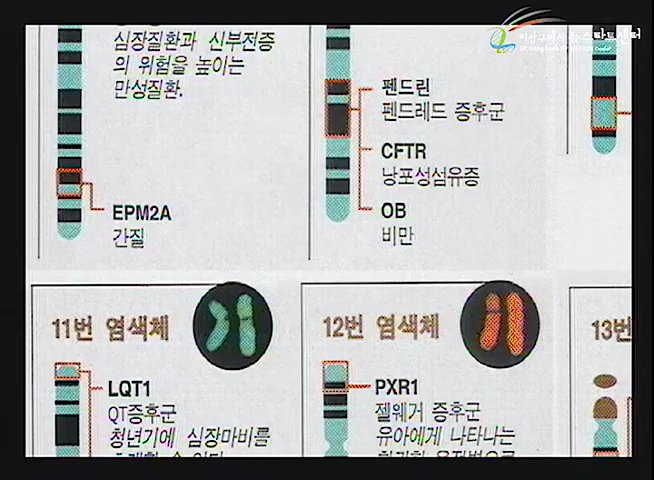 심장질환과 신부전증
의 위험을 높이는
만성질환.
EPM2A
간질
펜드린
펜드레드 증후군
CFTR
낭포성섬유증
OB
비만
11번 염색체
LQT1
QT증후군
청년기에 심장마비를
12번 염색체
PXR1
젤웨거 증후군
유아에게 나타나는
13번